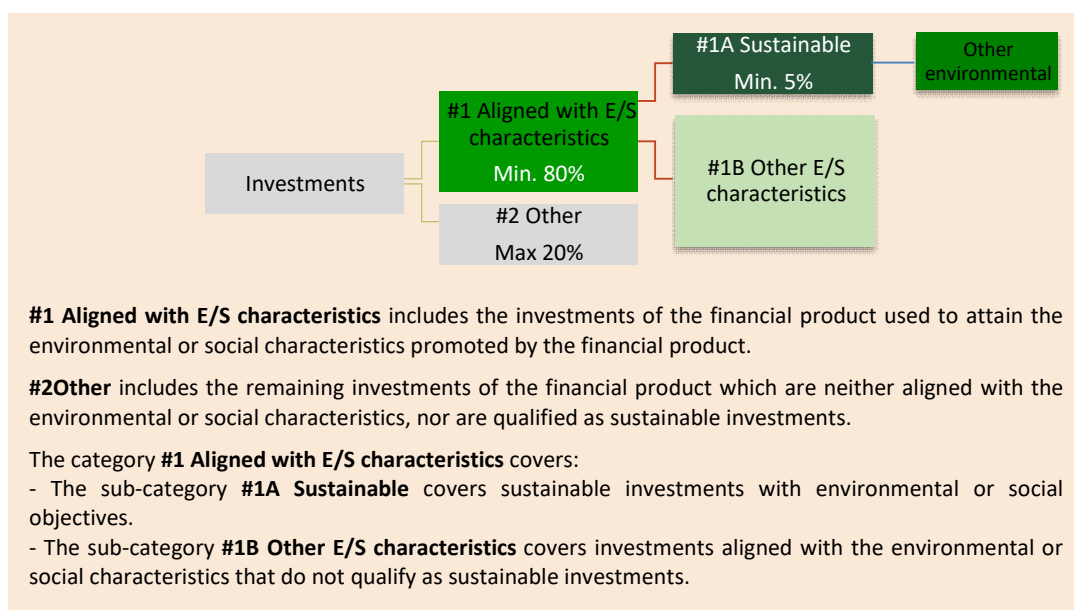 #1A Sustainable
Min. 5%
Other
environmental
#1 Aligned with E/S
characteristics
Min. 80%
#1B Other E/S
characteristics
Investments
#2 Other
Max 20%
#1 Aligned with E/S characteristics includes the investments of the financial product used to attain the
environmental or social characteristics promoted by the financial product.
#2Other includes the remaining investments of the financial product which are neither aligned with the
environmental or social characteristics, nor are qualified as sustainable investments.
The category #1 Aligned with E/S characteristics covers:
- The sub-category #1A Sustainable covers sustainable investments with environmental or social
objectives.
- The sub-category #1B Other E/S characteristics covers investments aligned with the environmental or
social characteristics that do not qualify as sustainable investments.